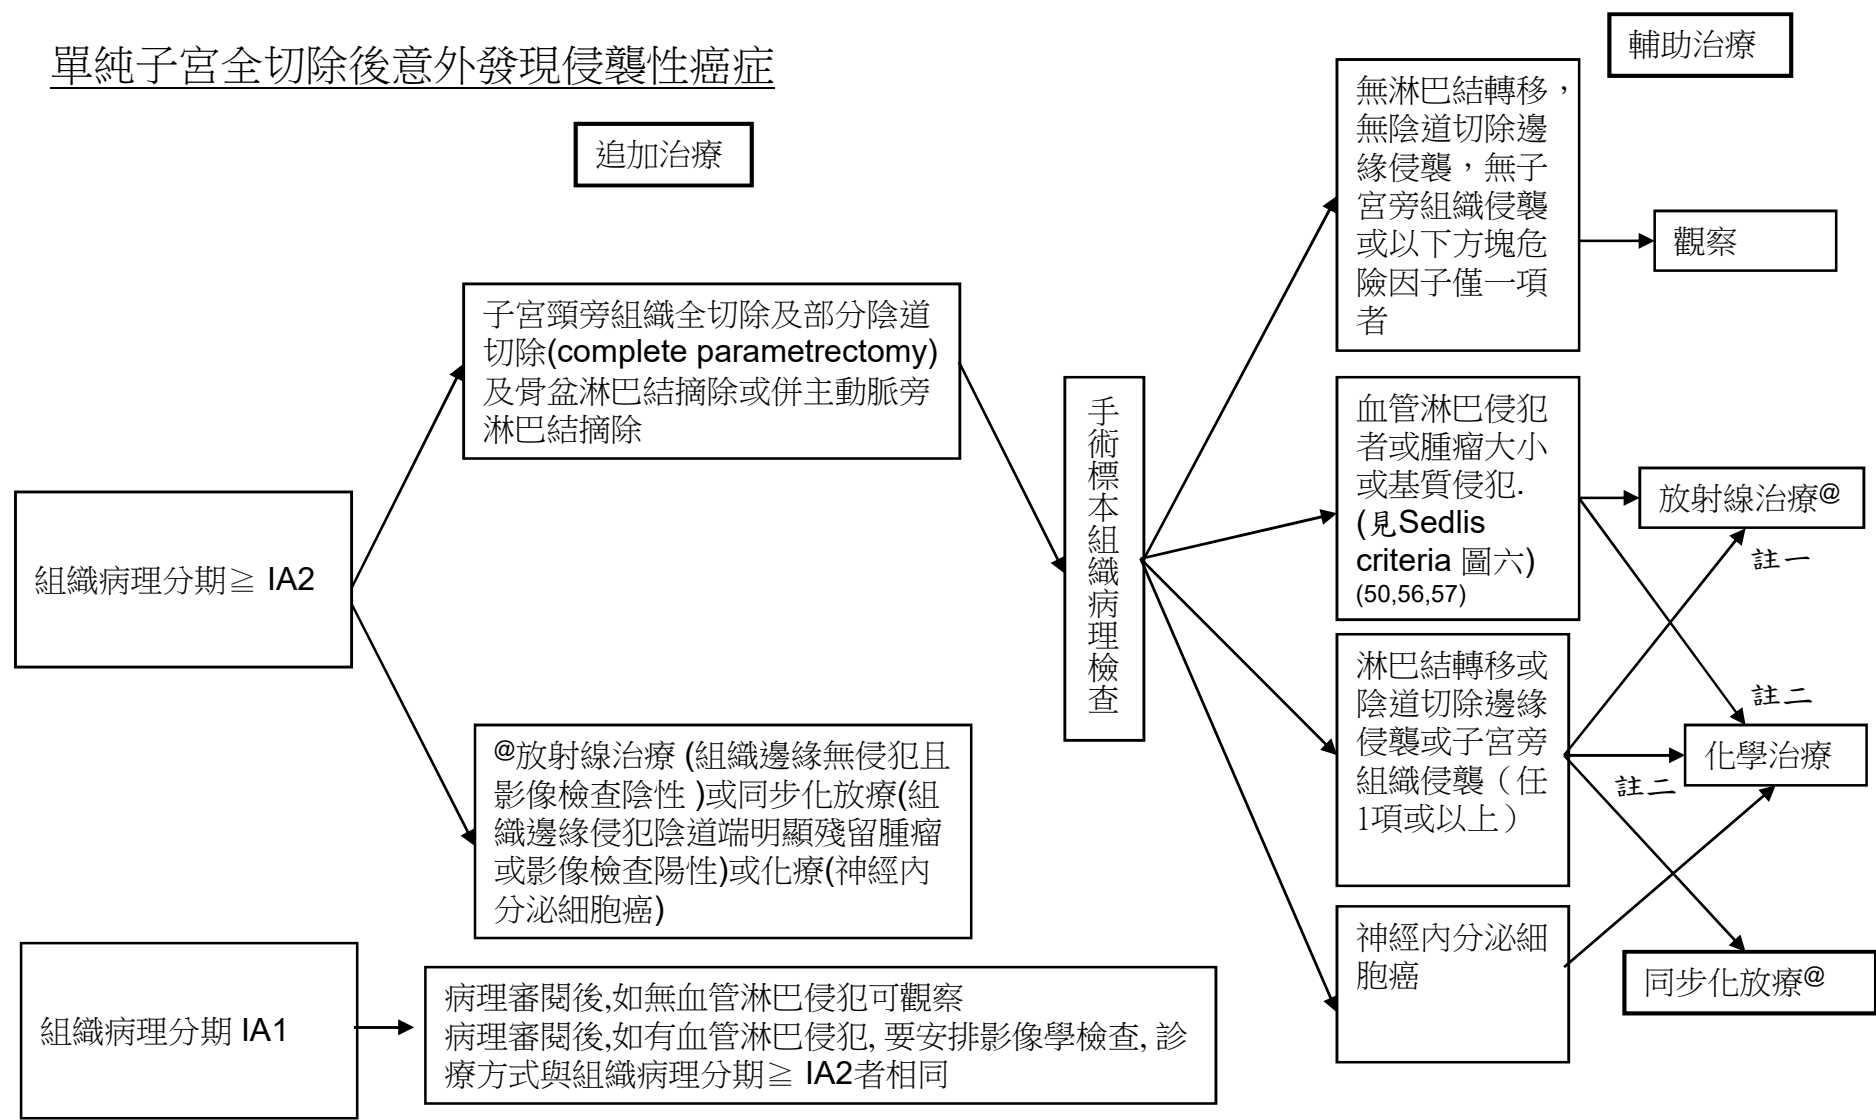 單純子宮全切除後意外發現侵襲性癌症
追加治療
輔助治療
組織病理分期≧ IA2
子宮頸旁組織全切除及部分陰道
切除(complete parametrectomy)
及骨盆淋巴結摘除或併主動脈旁
淋巴結摘除
@放射線治療 (組織邊緣無侵犯且
影像檢查陰性 )或同步化放療(組
織邊緣侵犯陰道端明顯殘留腫瘤
或影像檢查陽性)或化療(神經內
分泌細胞癌)
手術標本組織病理檢查
無淋巴結轉移，
無陰道切除邊
緣侵襲，無子
宮旁組織侵襲
或以下方塊危
險因子僅一項
者
觀察
血管淋巴侵犯
者或腫瘤大小
或基質侵犯.
(見Sedlis
criteria 圖六)
(50,56,57)
放射線治療@
註一
淋巴結轉移或
陰道切除邊緣
侵襲或子宮旁
組織侵襲（任
1項或以上）
註二
化學治療
註二
神經內分泌細
胞癌
同步化放療@
組織病理分期 IA1
病理審閱後,如無血管淋巴侵犯可觀察
病理審閱後,如有血管淋巴侵犯, 要安排影像學檢查, 診
療方式與組織病理分期≧ IA2者相同